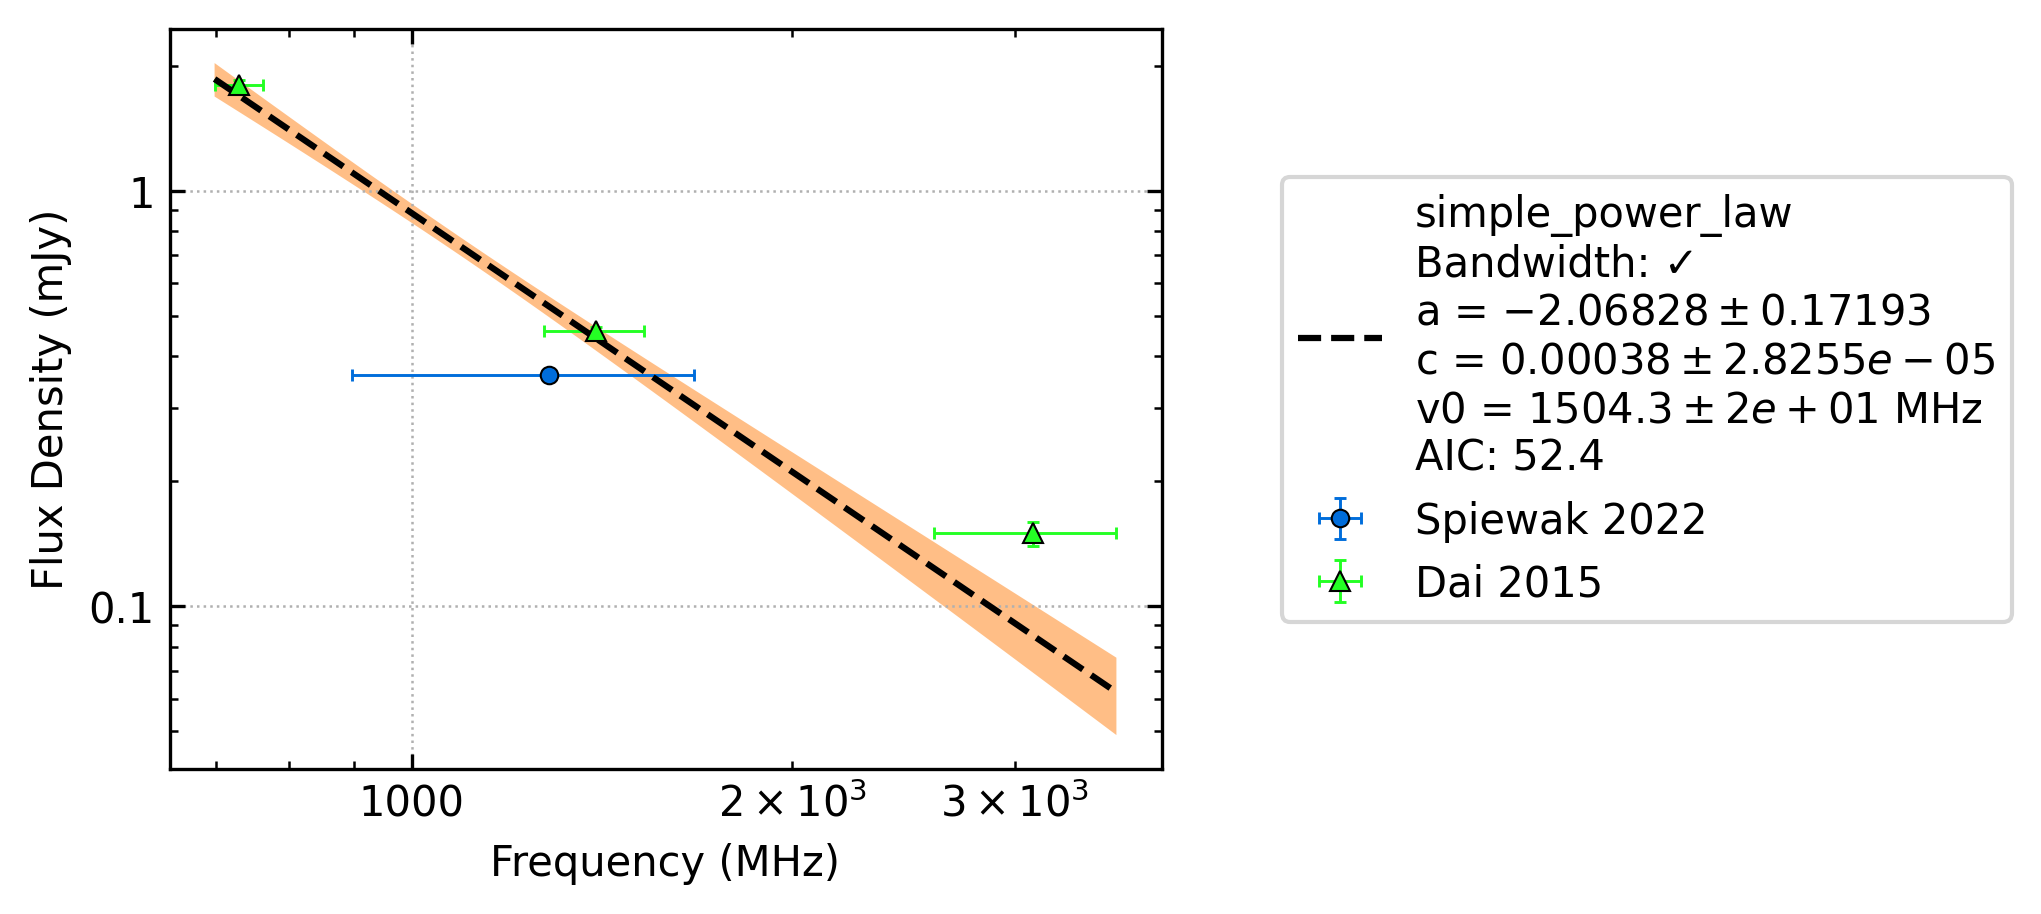 1
0.1
Flux Density (mJy)
1000
2 × 10³
3 × 10³
Frequency (MHz)
simple_power_law
Bandwidth: ✓
a = −2.06828 ± 0.17193
c = 0.00038 ± 2.8255e − 05
v0 = 1504.3 ± 2e + 01 MHz
AIC: 52.4
Spiewak 2022
Dai 2015